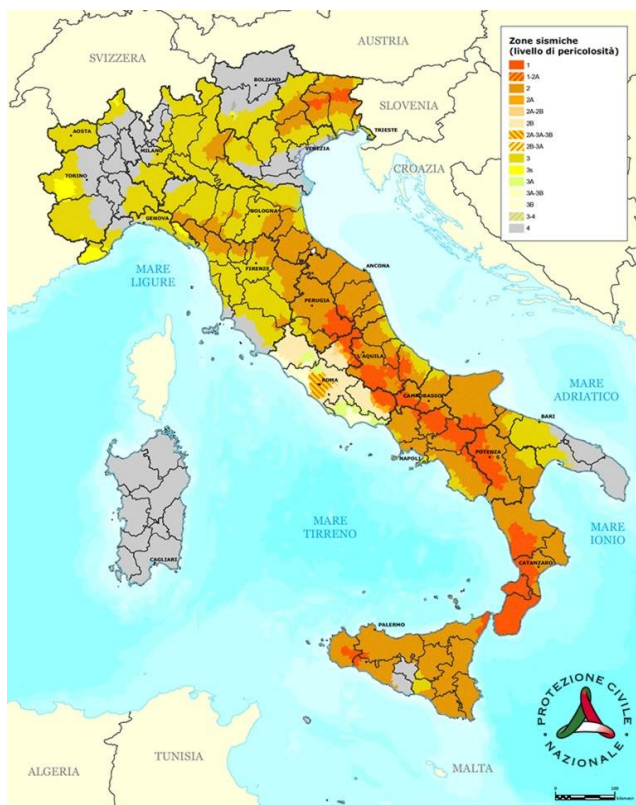 Zone sismiche
(livello di pericolosità)
1
1-2A
2
2A
2A-2B
2B
2A-3A-3B
2B-3A
3
3s
3A
3A-3B
3B
3-4
4
AUSTRIA
SVIZZERA
BOLZANO
SLOVENIA
AOSTA
TRIESTE
MILANO
VENEZIA
CROAZIA
TORINO
BOLOGNA
GENOVA
MARE
LIGURE
FIRENZE
ANCONA
PERUGIA
L'AQUILA
ROMA
CAMPOBASSO
MARE
ADRIATICO
BARI
NAPOLI
POTENZA
MARE
TIRRENO
MARE
IONIO
CAGLIARI
CATANZARO
PALERMO
PROTEZIONE CIVILE
NAZIONALE
TUNISIA
ALGERIA
MALTA
0
100